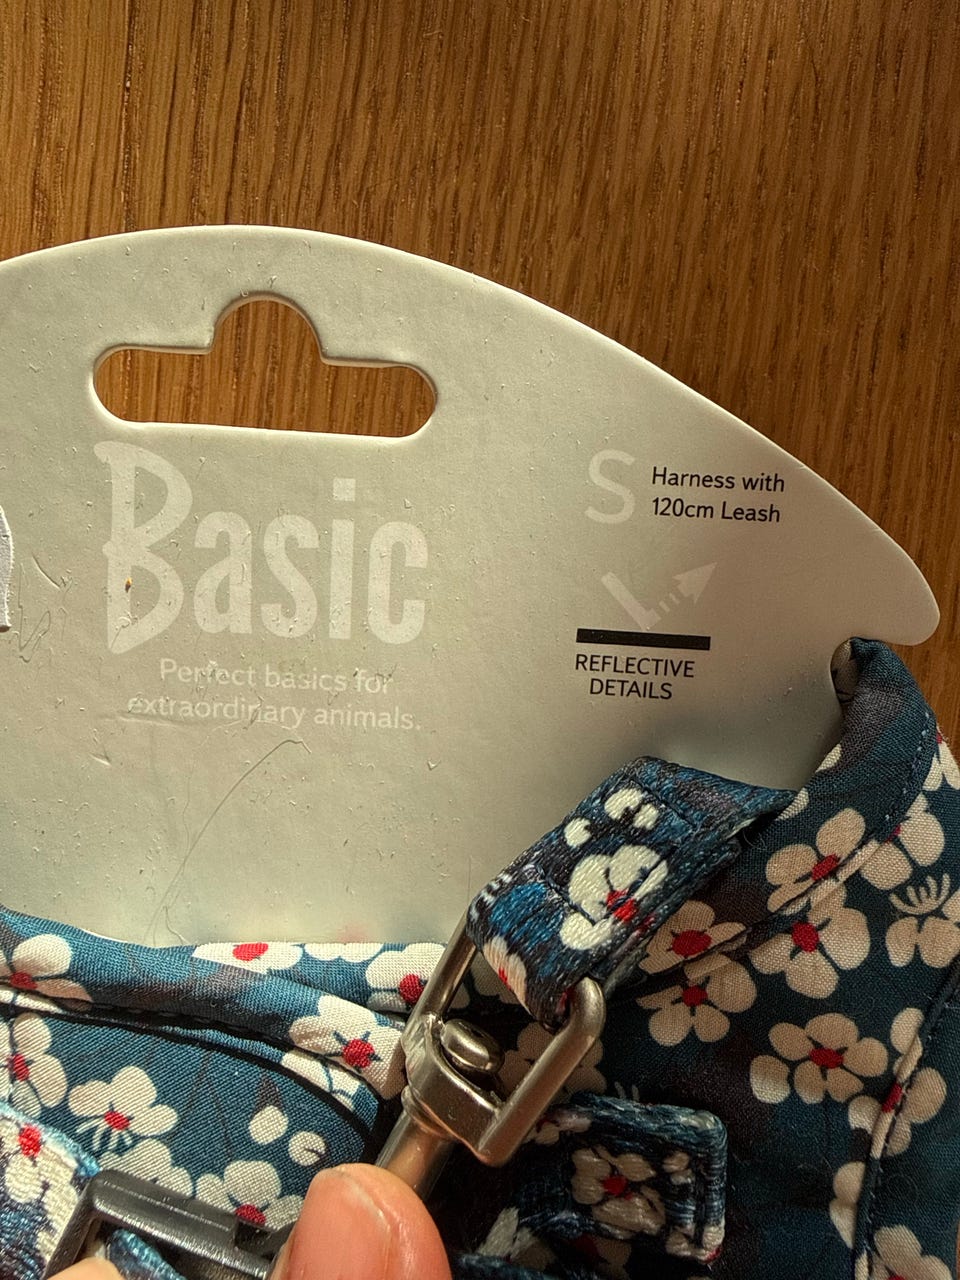 Basic
Perfect basics for
extraordinary animals.
S
Harness with
120cm Leash
REFLECTIVE
DETAILS